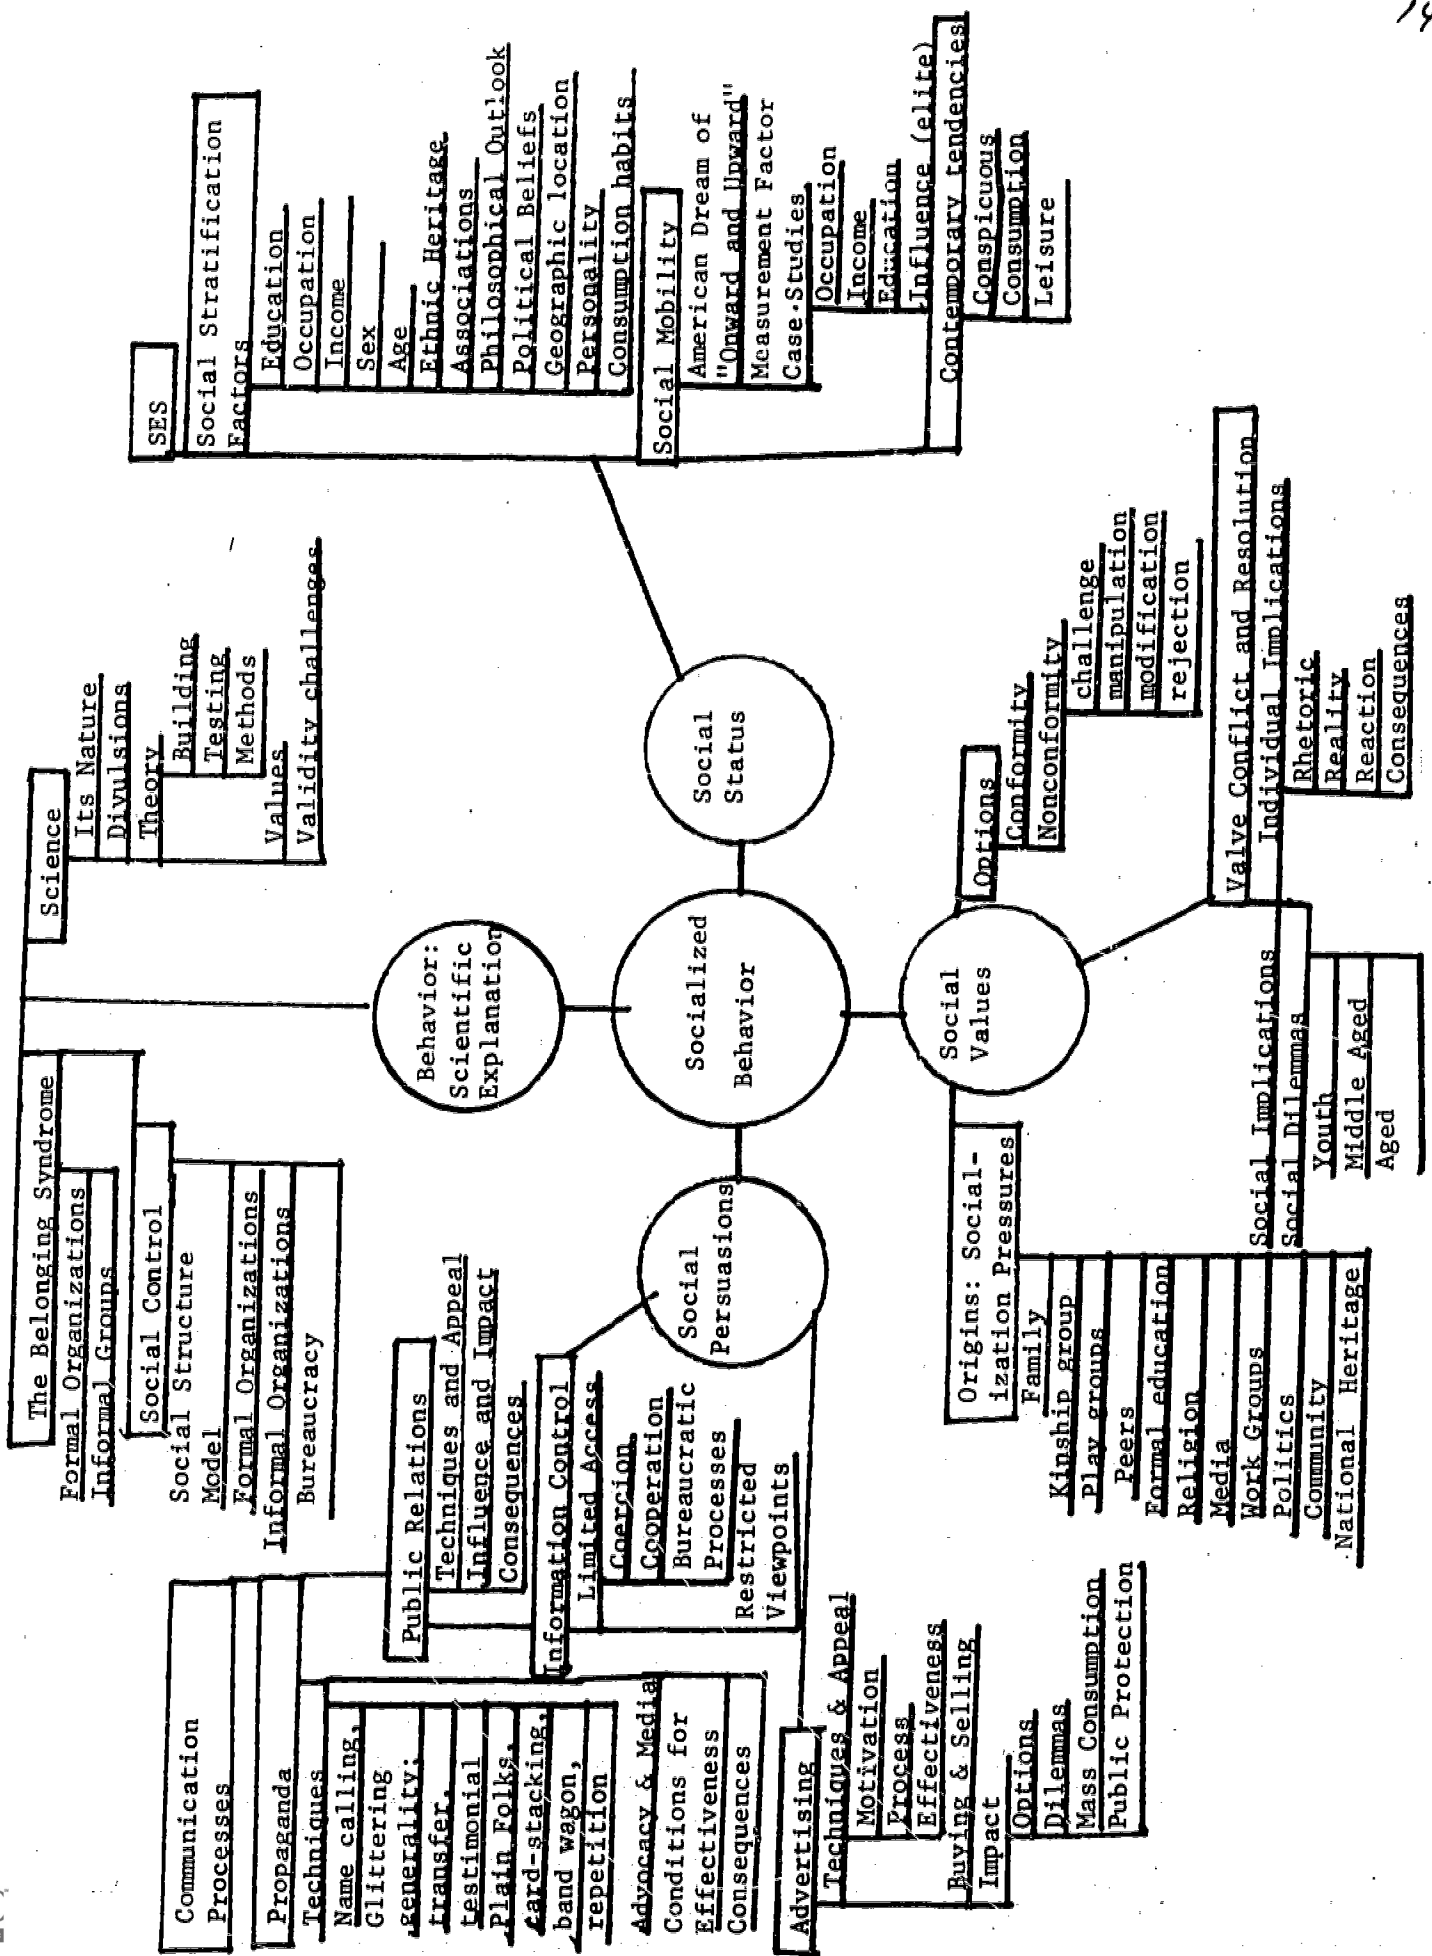 Communication
Processes
Propaganda
Techniques
Name calling,
Glittering
generality;
transfer,
testimonial
Plain Folks,
card-stacking,
band wagon,
repetition
Advocacy & Media
Conditions for
Effectiveness
Consequences
Advertising
Techniques & Appeal
Motivation
Process
Effectiveness
Buying & Selling
Impact
Options
Dilemmas
Mass Consumption
Public Protection
Public Relations
Techniques and Appeal
Influence and Impact
Consequences
Information Control
Limited Access
Coercion
Cooperation
Bureaucratic
Processes
Restricted
Viewpoints
The Belonging Syndrome
Formal Organizations
Informal Groups
Social Control
Social Structure
Model
Formal Organizations
Informal Organizations
Bureaucracy
Social
Persuasions
Origins: Social-
ization Pressures
Family
Kinship group
Play groups
Peers
Formal education
Religion
Media
Work Groups
Politics
Community
National Heritage
Behavior:
Scientific
Explanation
Socialized
Behavior
Social
Values
Social Implications
Social Dilemmas
Youth
Middle Aged
Aged
Science
Its Nature
Divulsions
Theory
Building
Testing
Methods
Values
Validity challenges
Social
Status
Options
Conformity
Nonconformity
challenge
manipulation
modification
rejection
Valve Conflict and Resolution
Individual Implications
Rhetoric
Reality
Reaction
Consequences
SES
Social Stratification
Factors
Education
Occupation
Income
Sex
Age
Ethnic Heritage
Associations
Philosophical Outlook
Political Beliefs
Geographic location
Personality
Consumption habits
Social Mobility
American Dream of
"Onward and Upward"
Measurement Factor
Case Studies
Occupation
Income
Education
Influence (elite)
Contemporary tendencies
Conspicuous
Consumption
Leisure